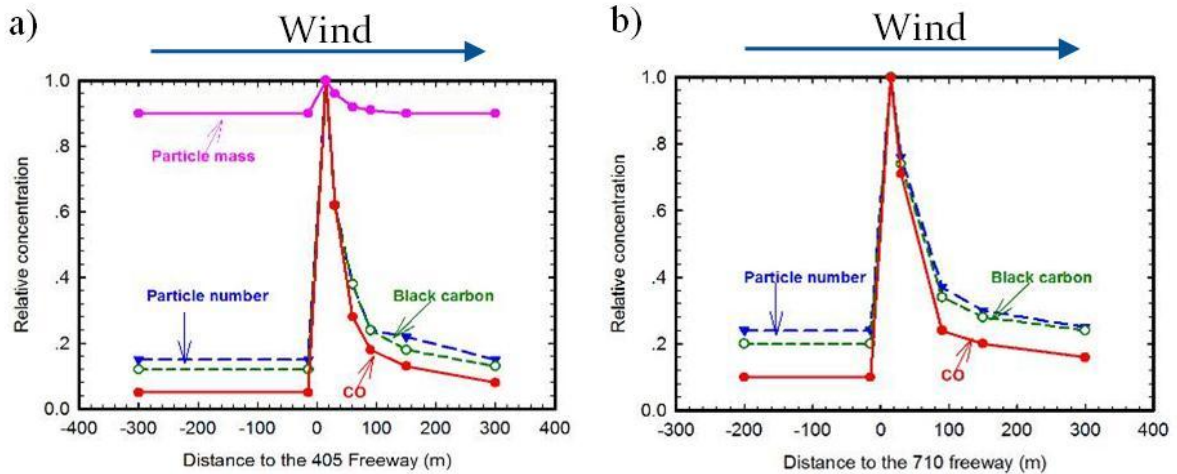 a)
Wind
Relative concentration
1.0
.8
.6
.4
.2
0.0
Particle mass
Particle number
Black carbon
CO
-400 -300 -200 -100 0 100 200 300 400
Distance to the 405 Freeway (m)
b)
Wind
Relative concentration
1.0
.8
.6
.4
.2
0.0
Particle number
Black carbon
CO
-300 -200 -100 0 100 200 300 400
Distance to the 710 freeway (m)